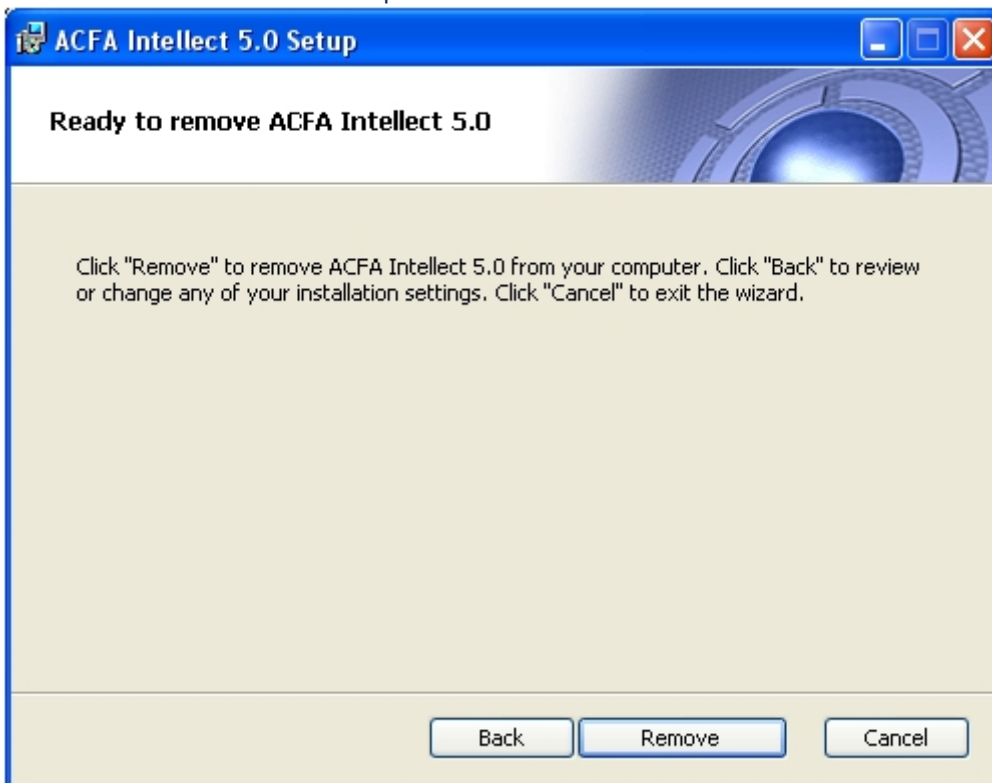 ACFA Intellect 5.0 Setup
Ready to remove ACFA Intellect 5.0
Click "Remove" to remove ACFA Intellect 5.0 from your computer. Click "Back" to review
or change any of your installation settings. Click "Cancel" to exit the wizard.
Back Remove Cancel